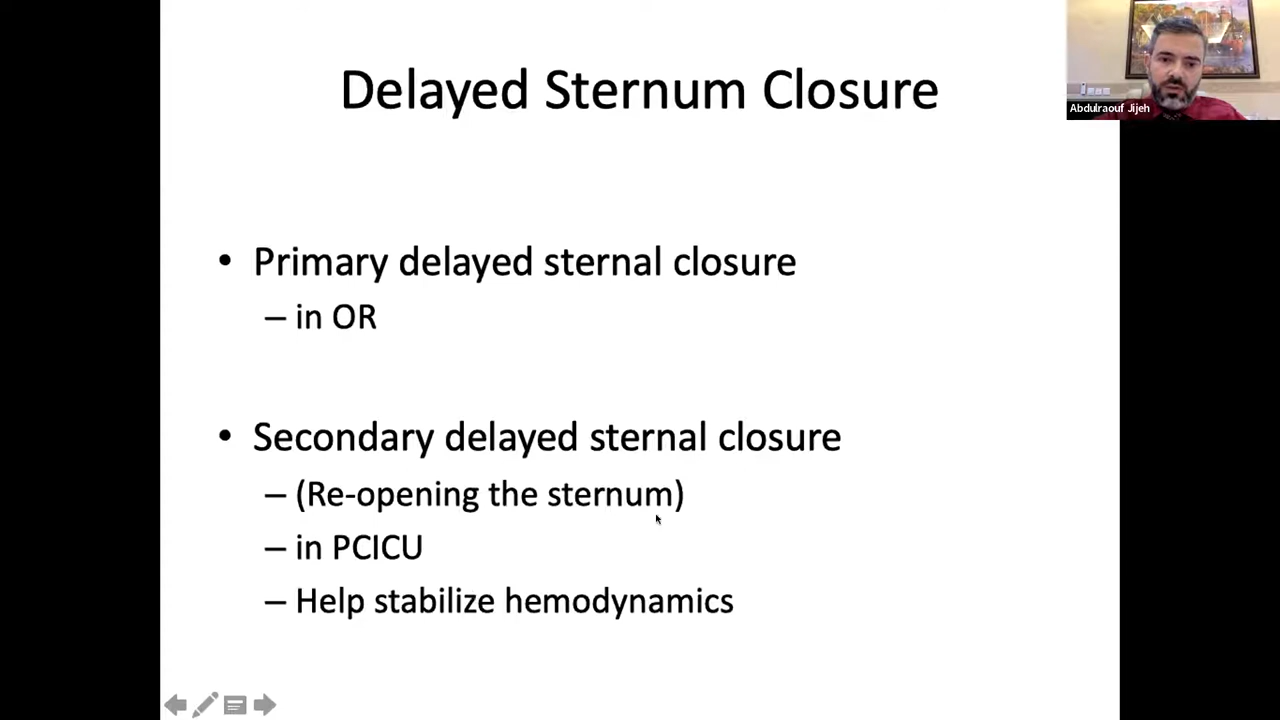 Delayed Sternum Closure
Abdulraouf Jijeh
• Primary delayed sternal closure
– in OR
• Secondary delayed sternal closure
– (Re-opening the sternum)
– in PCICU
– Help stabilize hemodynamics